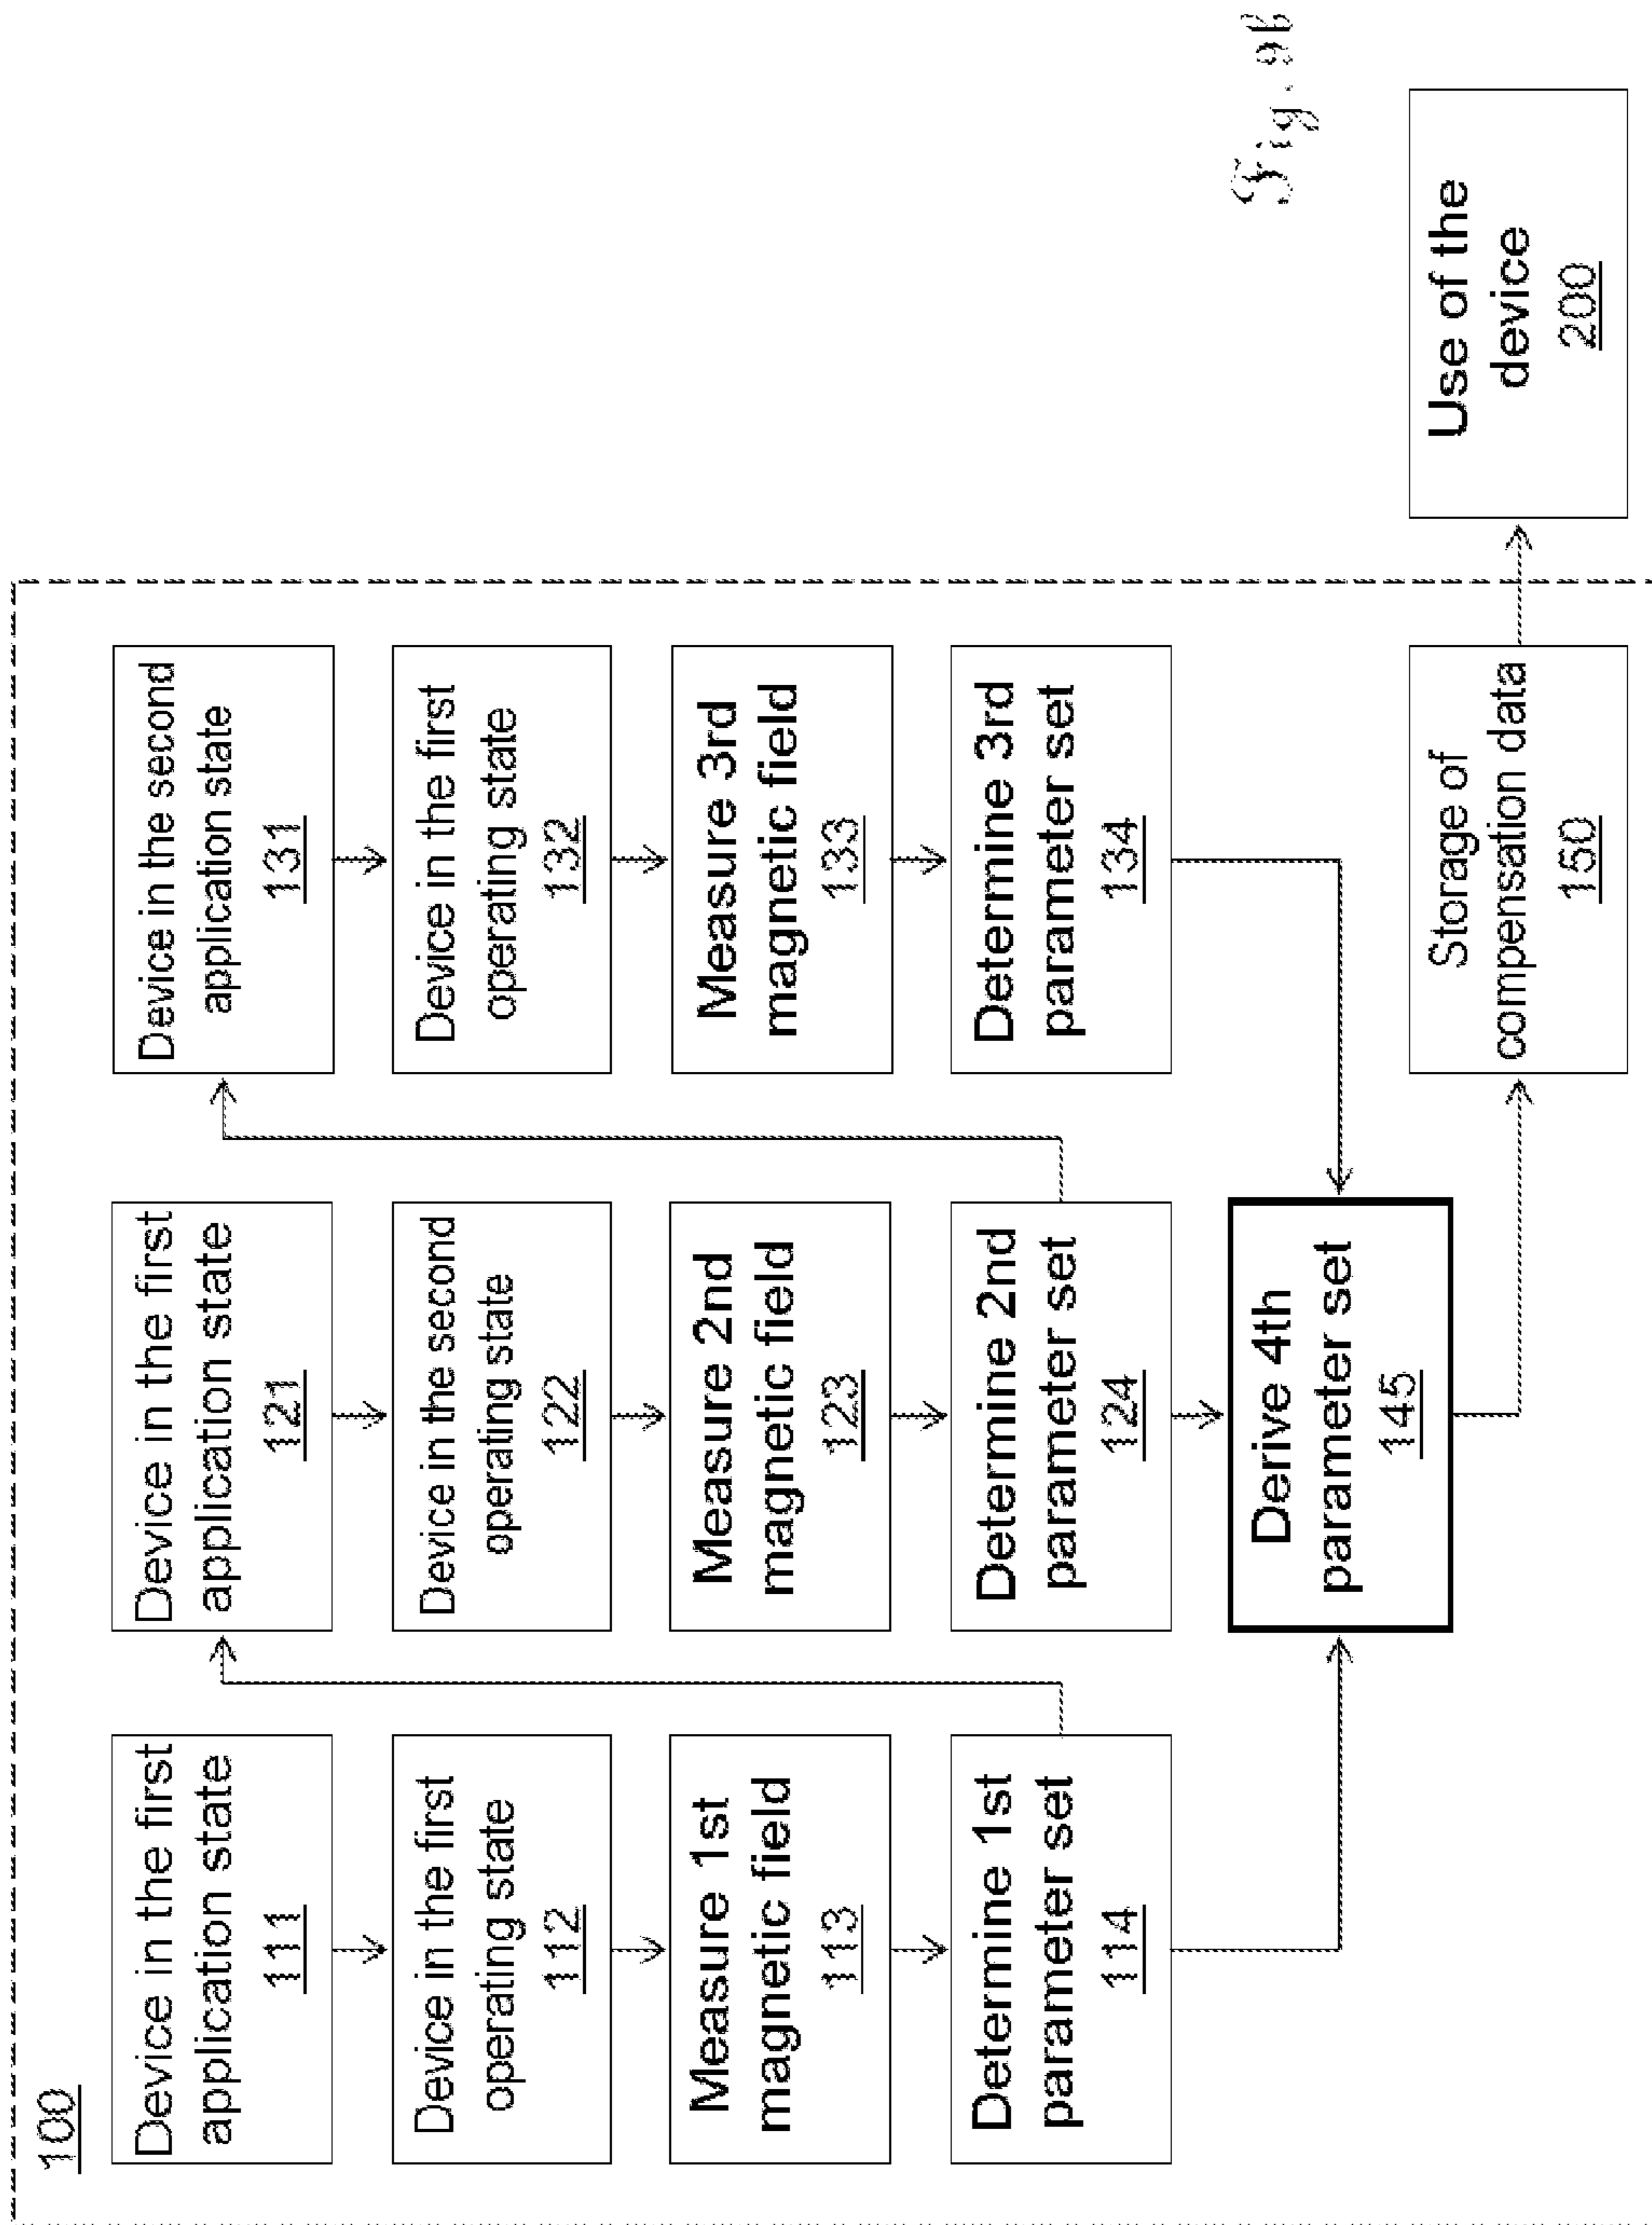 100
Device in the first
application state
111
Device in the first
operating state
112
Measure 1st
magnetic field
113
Determine 1st
parameter set
114
Device in the first
application state
121
Device in the second
operating state
122
Measure 2nd
magnetic field
123
Determine 2nd
parameter set
124
Device in the second
application state
131
Device in the first
operating state
132
Measure 3rd
magnetic field
133
Determine 3rd
parameter set
134
Derive 4th
parameter set
145
Storage of
compensation data
150
Use of the
device
200
Fig. 9b